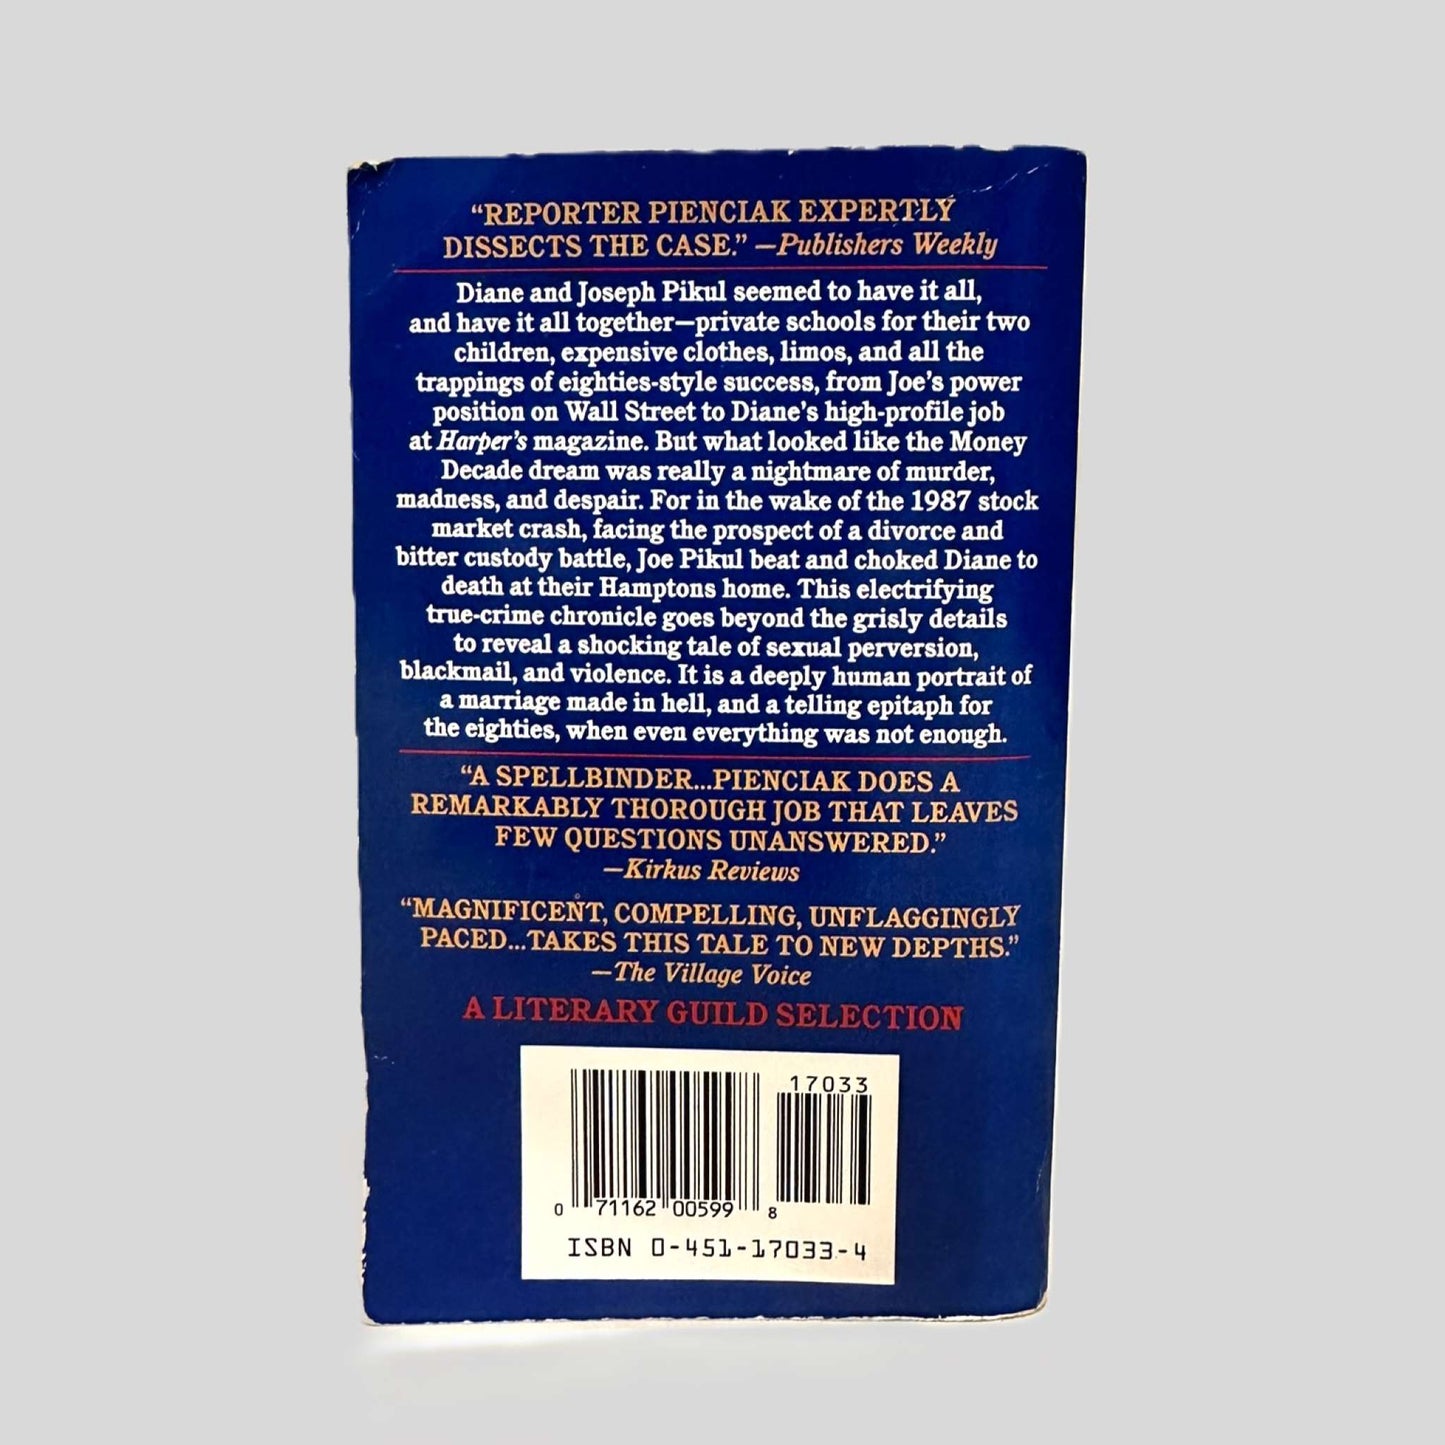 “REPORTER PIENCIAK EXPERTLY
DISSECTS THE CASE.” —Publishers Weekly
Diane and Joseph Pikul seemed to have it all,
and have it all together—private schools for their two
children, expensive clothes, limos, and all the
trappings of eighties-style success, from Joe’s power
position on Wall Street to Diane’s high-profile job
at Harper’s magazine. But what looked like the Money
Decade dream was really a nightmare of murder,
madness, and despair. For in the wake of the 1987 stock
market crash, facing the prospect of a divorce and
bitter custody battle, Joe Pikul beat and choked Diane to
death at their Hamptons home. This electrifying
true-crime chronicle goes beyond the grisly details
to reveal a shocking tale of sexual perversion,
blackmail, and violence. It is a deeply human portrait of
a marriage made in hell, and a telling epitaph for
the eighties, when even everything was not enough.
“A SPELLBINDER...PIENCIAK DOES A
REMARKABLY THOROUGH JOB THAT LEAVES
FEW QUESTIONS UNANSWERED.”
—Kirkus Reviews
“MAGNIFICENT, COMPELLING, UNFLAGGINGLY
PACED...TAKES THIS TALE TO NEW DEPTHS.”
—The Village Voice
A LITERARY GUILD SELECTION
17033
0 71162 00599 8
ISBN 0-451-17033-4